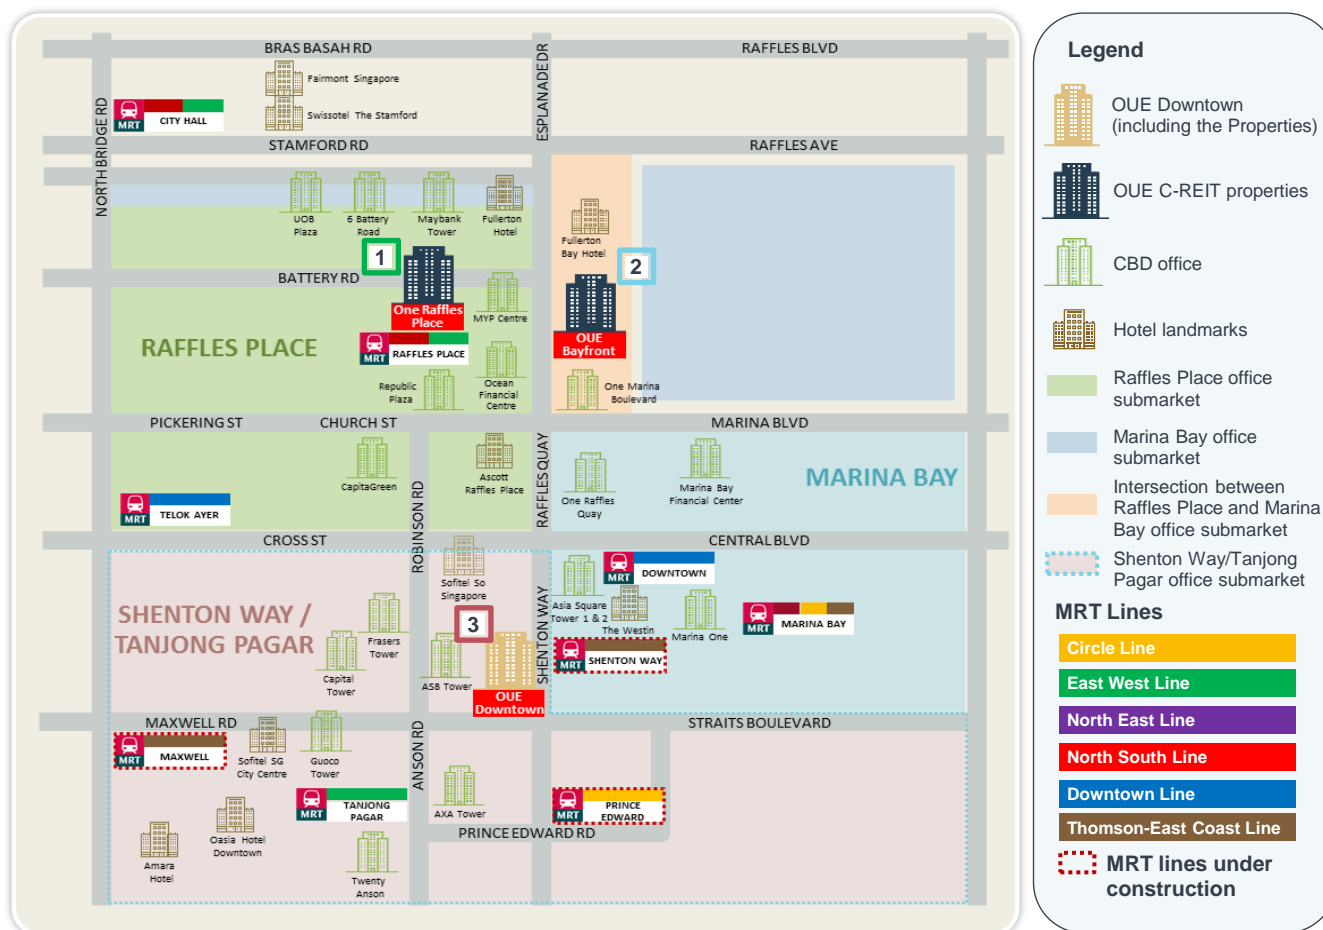 BRAS BASAH RD
RAFFLES BLVD
ESPLANADE DR
NORTH BRIDGE RD
Fairmont Singapore
Swissotel The Stamford
MRT
CITY HALL
STAMFORD RD
RAFFLES AVE
UOB
Plaza
6 Battery
Road
Maybank
Tower
Fullerton
Hotel
Fullerton
Bay Hotel
1
2
BATTERY RD
One Raffles
Place
MYP Centre
OUE
Bayfront
RAFFLES PLACE
MRT
RAFFLES PLACE
Republic
Plaza
Ocean
Financial
Centre
One Marina
Boulevard
PICKERING ST
CHURCH ST
MARINA BLVD
ROBINSON RD
RAFFLES QUAY
CapitaGreen
Ascott
Raffles Place
One Raffles
Quay
Marina Bay
Financial Center
MARINA BAY
MRT
TELOK AYER
CROSS ST
CENTRAL BLVD
Sofitel So
Singapore
SHENTON WAY
MRT
DOWNTOWN
Asia Square
Tower 1 & 2
The Westin
Marina One
MRT
MARINA BAY
SHENTON WAY /
TANJONG PAGAR
3
Frasers
Tower
Capital
Tower
ASB Tower
OUE
Downtown
MRT
SHENTON WAY
MAXWELL RD
STRAITS BOULEVARD
ANSON RD
MRT
MAXWELL
Sofitel SG
City Centre
Guoco
Tower
MRT
TANJONG
PAGAR
AXA Tower
MRT
PRINCE
EDWARD
PRINCE EDWARD RD
Oasia Hotel
Downtown
Amara
Hotel
Twenty
Anson
Legend
OUE Downtown
(including the Properties)
OUE C-REIT properties
CBD office
Hotel landmarks
Raffles Place office
submarket
Marina Bay office
submarket
Intersection between
Raffles Place and Marina
Bay office submarket
Shenton Way/Tanjong
Pagar office submarket
MRT Lines
Circle Line
East West Line
North East Line
North South Line
Downtown Line
Thomson-East Coast Line
MRT lines under
construction